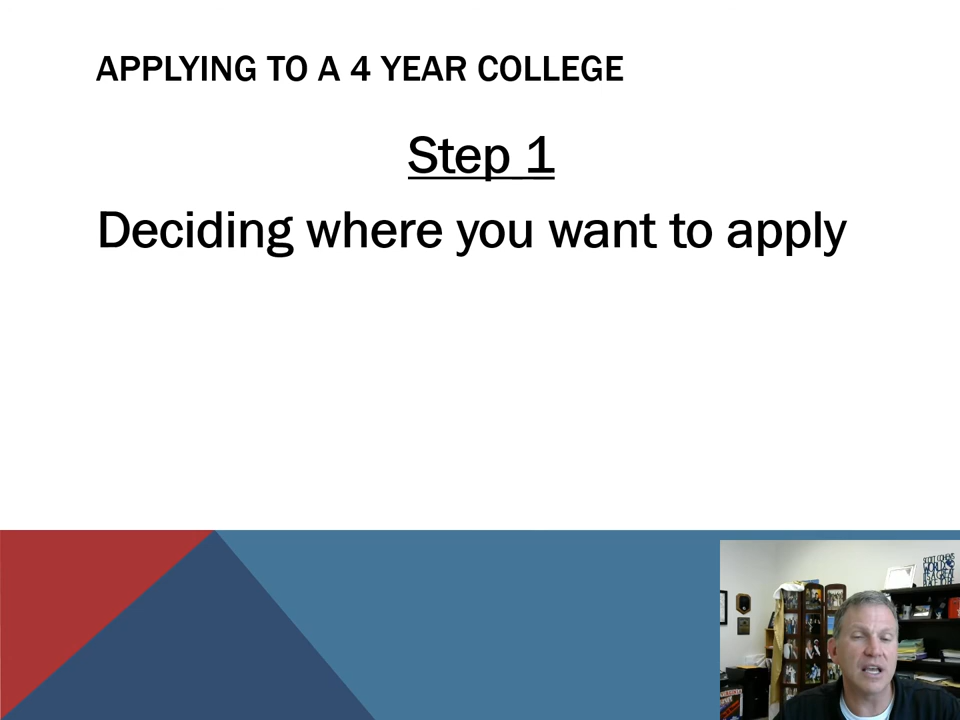 APPLYING TO A 4 YEAR COLLEGE
Step 1
Deciding where you want to apply